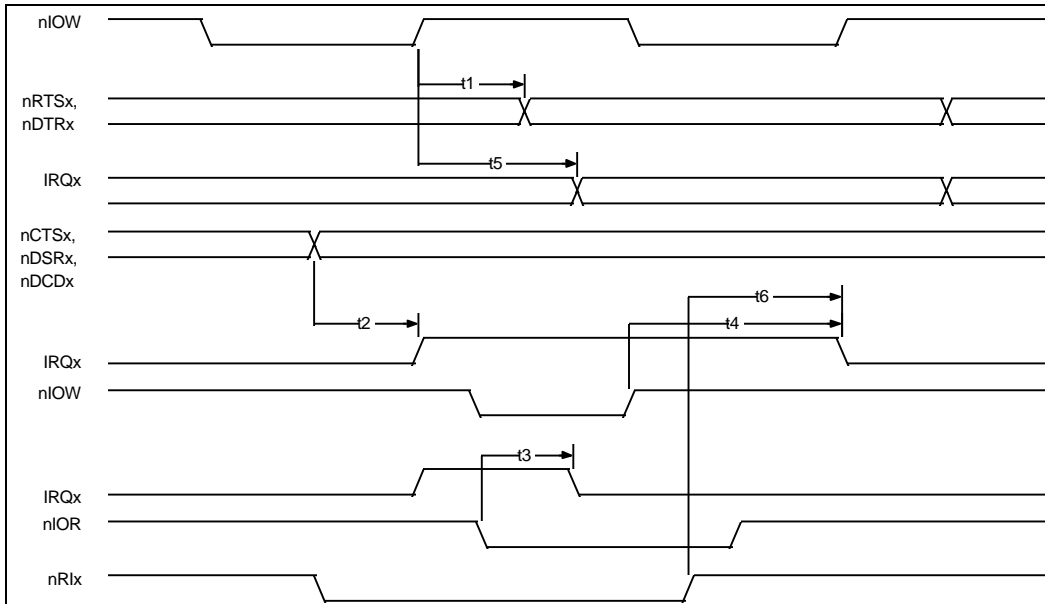 nIOW
t1
nRTSx,
nDTRx
t5
IRQx
nCTSx,
nDSRx,
nDCDx
t6
t2
t4
IRQx
nIOW
t3
IRQx
nIOR
nRIx